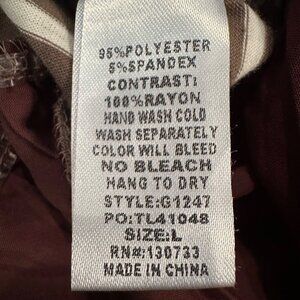 95%POLYESTER
5%SPANDEX
CONTRAST:
100%RAYON
HAND WASH COLD
WASH SEPARATELY
COLOR WILL BLEED
NO BLEACH
HANG TO DRY
STYLE:G1247
PO:TL41048
SIZE:L
RN#:130733
MADE IN CHINA